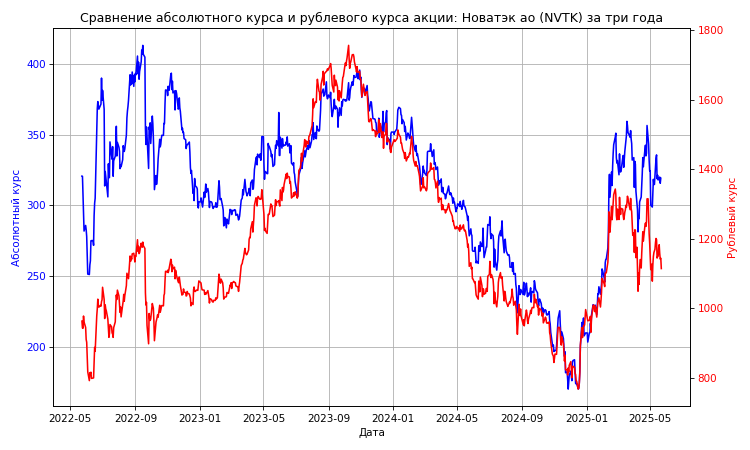 Сравнение абсолютного курса и рублевого курса акции: Новатэк ао (NVTK) за три года
1800
400
1600
350
1400
300
1200
250
1000
200
800
Абсолютный курс
Рублевый курс
2022-05 2022-09 2023-01 2023-05 2023-09 2024-01 2024-05 2024-09 2025-01 2025-05
Дата